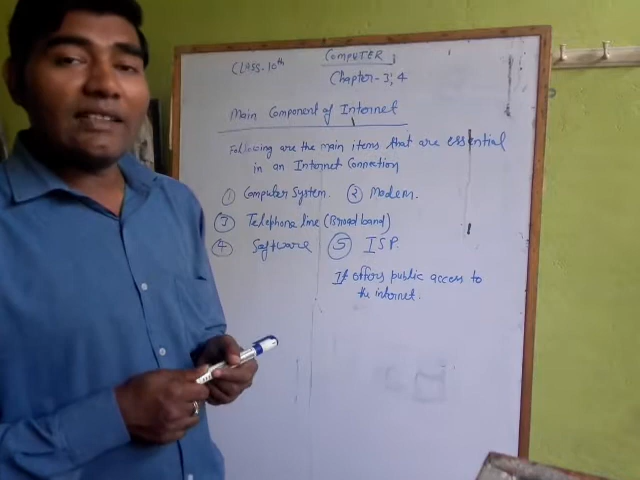 CLASS-10th COMPUTER
Chapter-1, 4
Main Component of Internet
Following are the main items that are essential
in an Internet Connection
① Computer System. ② Modem.
③ Telephone line (Broad band)
④ Software ⑤ ISP.
It offers public access to
the internet.